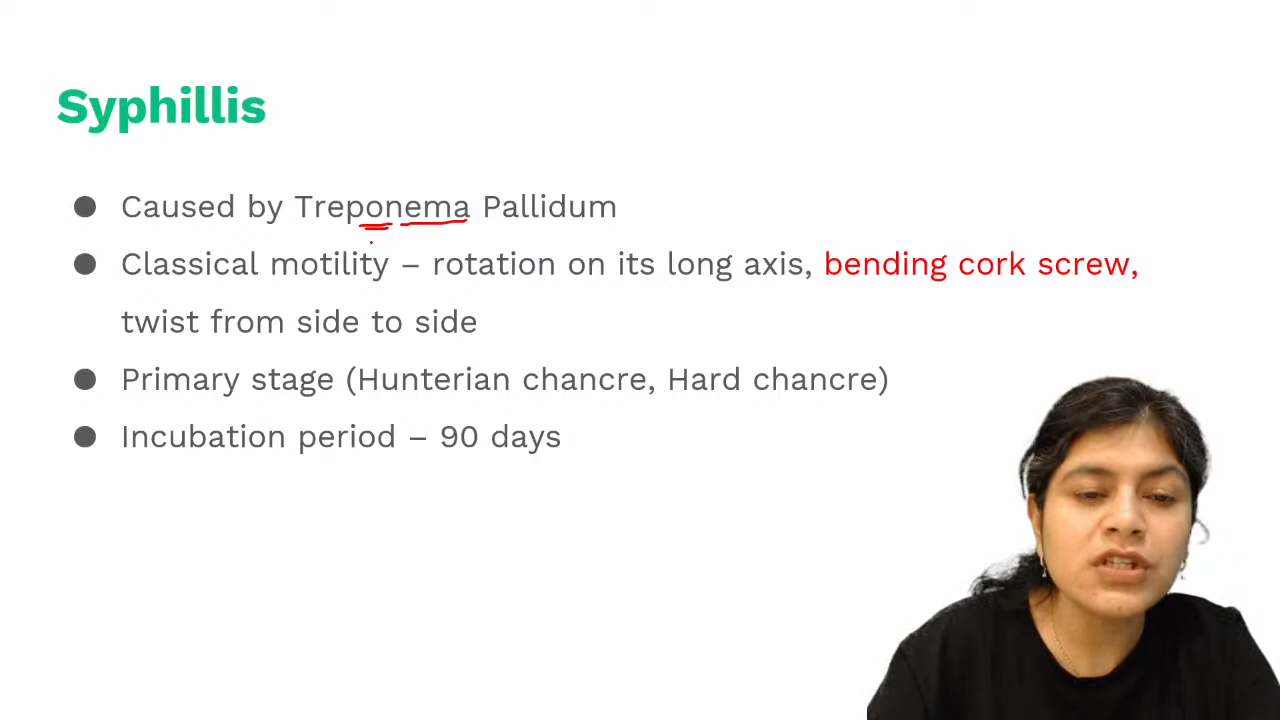 Syphillis
● Caused by Treponema Pallidum
● Classical motility – rotation on its long axis, bending cork screw,
twist from side to side
● Primary stage (Hunterian chancre, Hard chancre)
● Incubation period – 90 days